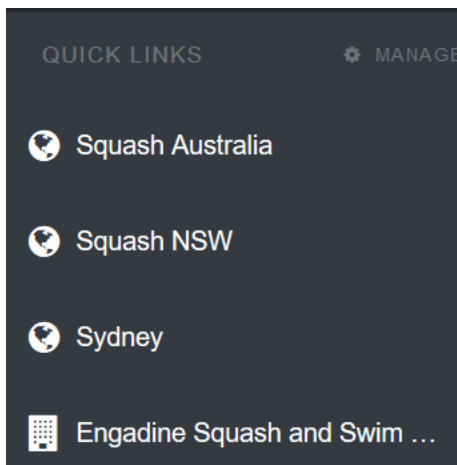 QUICK LINKS
MANAGE
Squash Australia
Squash NSW
Sydney
Engadine Squash and Swim ...